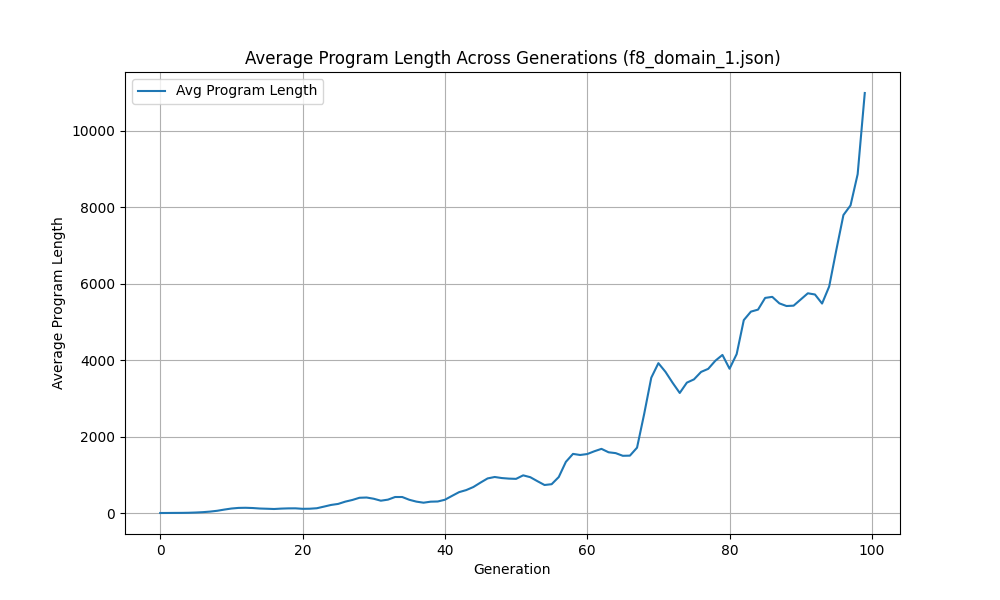 Average Program Length Across Generations (f8_domain_1.json)
Avg Program Length
10000
8000
6000
4000
2000
0
Average Program Length
0 20 40 60 80 100
Generation